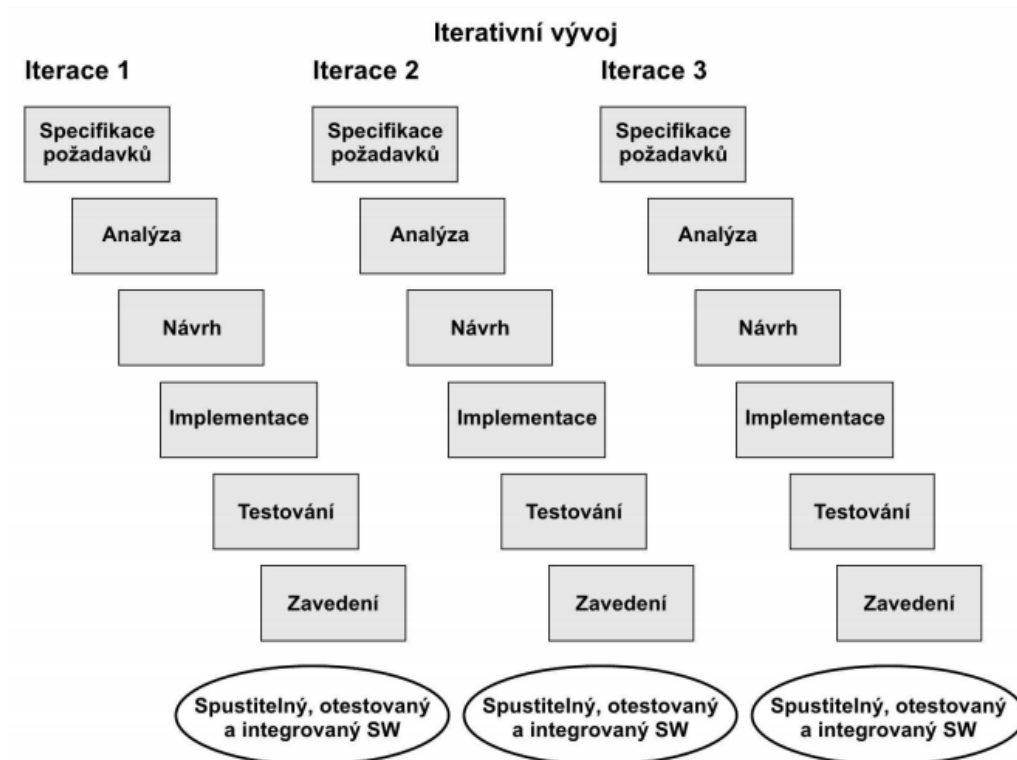 Iterativní vývoj
Iterace 1
Iterace 2
Iterace 3
Specifikace
požadavků
Specifikace
požadavků
Specifikace
požadavků
Analýza
Analýza
Analýza
Návrh
Návrh
Návrh
Implementace
Implementace
Implementace
Testování
Testování
Testování
Zavedení
Zavedení
Zavedení
Spustitelný, otestovaný
a integrovaný SW
Spustitelný, otestovaný
a integrovaný SW
Spustitelný, otestovaný
a integrovaný SW